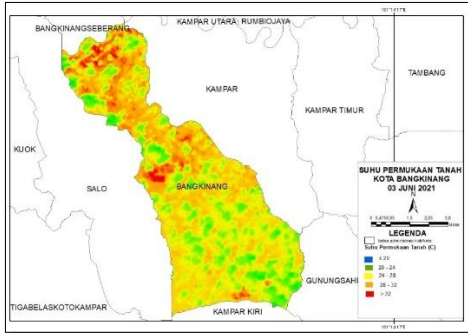 KAMPAR UTARA RUMBIOJAYA
BANGKINANGSEBERANG
TAMBANG
KAMPAR
KAMPAR TIMUR
KUOK
SALO
BANGKINANG
GUNUNGSAHI
TIGABELASKOTOKAMPAR
KAMPAR KIRI
SUHU PERMUKAAN TANAH
KOTA BANGKINANG
03 JUNI 2021
N
LEGENDA
Suhu Permukaan Tanah (C)
< 20
20 - 24
24 - 28
28 - 32
> 32